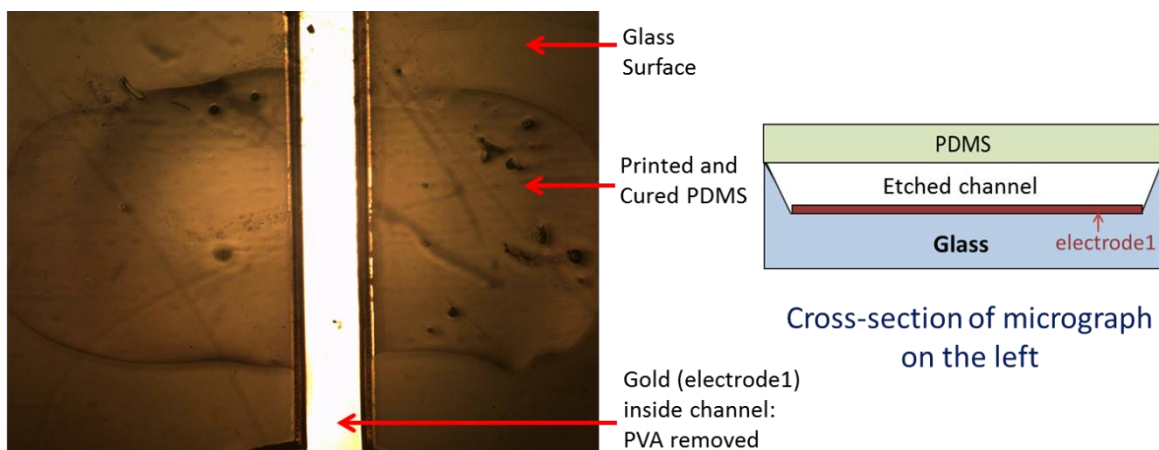 Glass
Surface
Printed and
Cured PDMS
Gold (electrode1)
inside channel:
PVA removed
PDMS
Etched channel
electrode1
Glass
Cross-section of micrograph
on the left